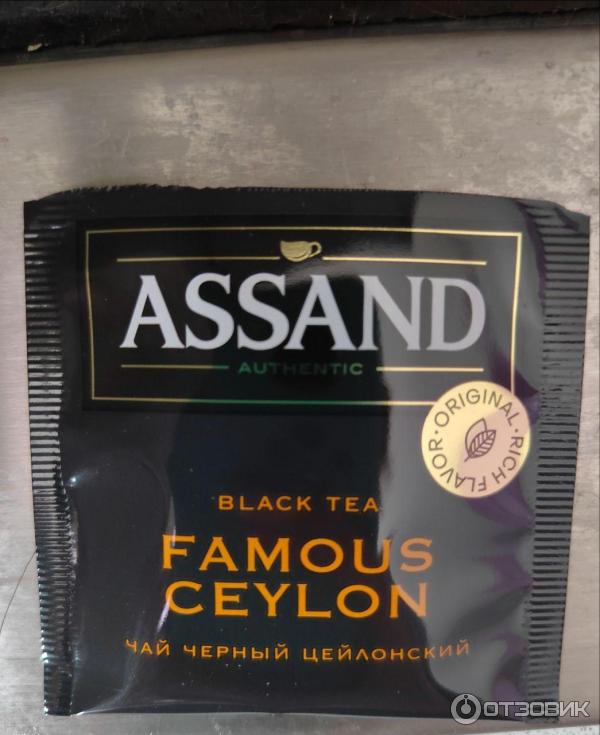 ASSAND
AUTHENTIC
ORIGINAL · RICH FLAVOR ·
BLACK TEA
FAMOUS
CEYLON
ЧАЙ ЧЕРНЫЙ ЦЕЙЛОНСКИЙ
ОТЗОВИК